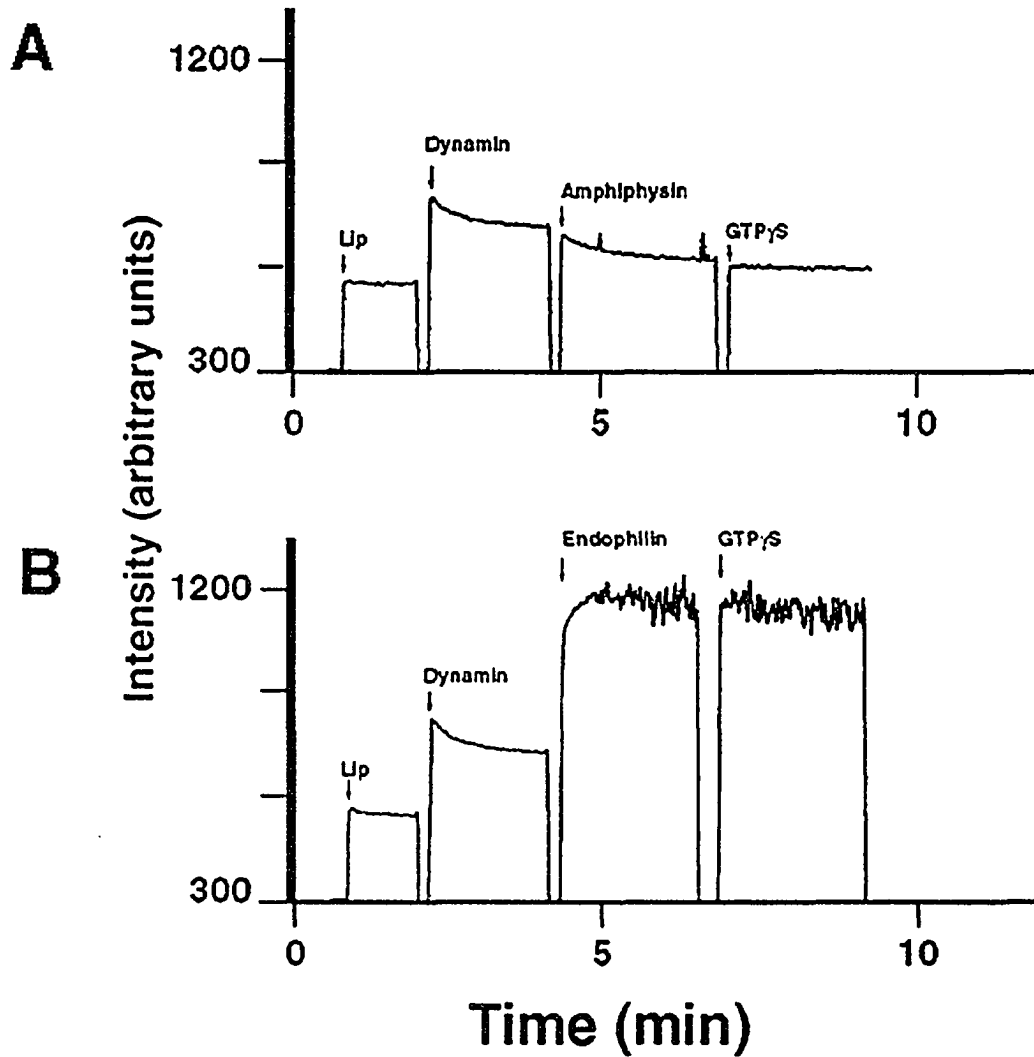 A
1200
Dynamin
Amphiphysin
GTPγS
Lip
300
0 5 10
Intensity (arbitrary units)
B
Endophilin GTPγS
1200
Dynamin
Lip
300
0 5 10
Time (min)